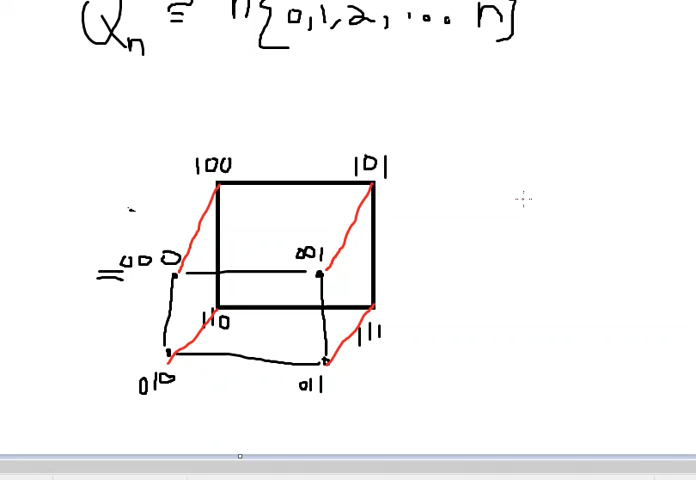 Qn ≡ n{0,1,2, ... n}
100 101
= 000 001
110 111
010 011